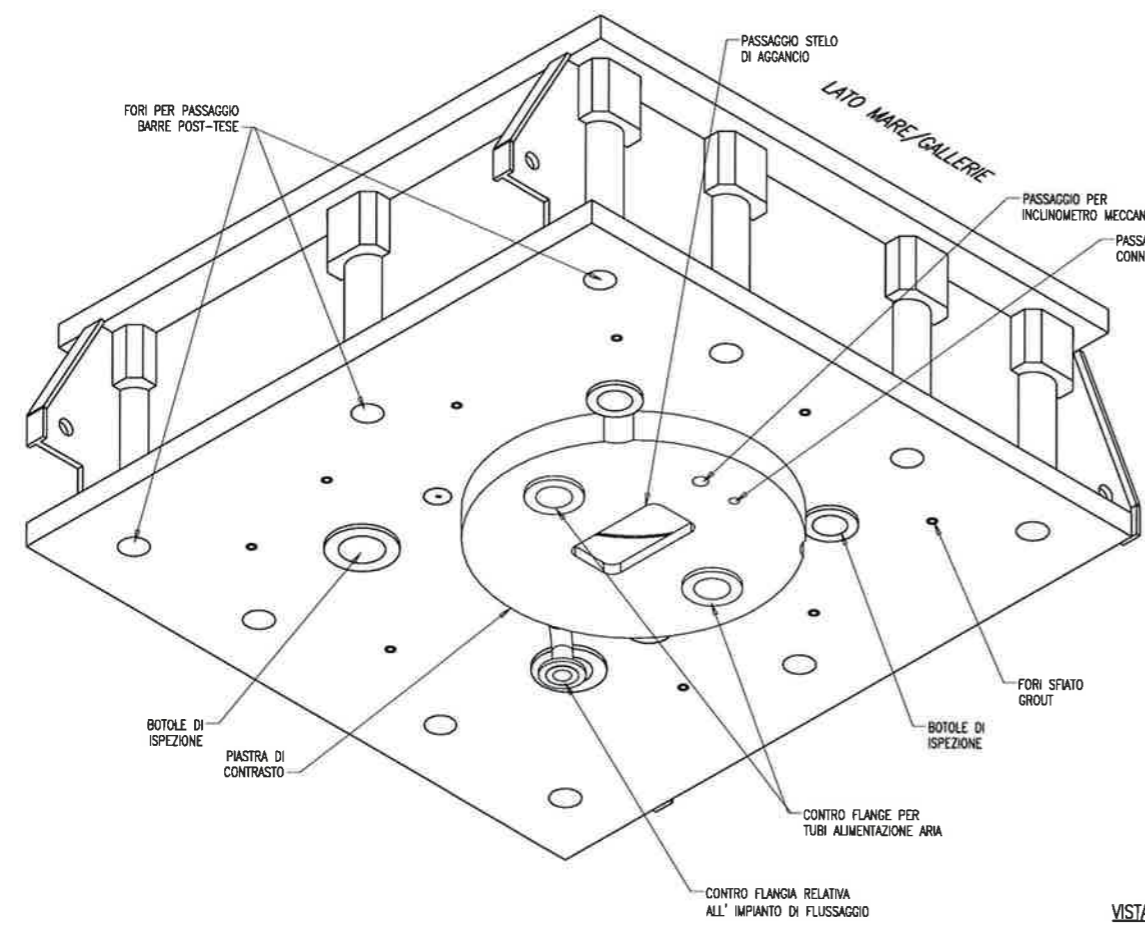 PASSAGGIO STELO
DI AGGANCIO
LATO MARE/GALLERIE
FORI PER PASSAGGIO
BARRE POST-TESE
PASSAGGIO PER
INCLINOMETRO MECCAN
PASSA
CONN
FORI SFIATO
GROUT
BOTOLE DI
ISPEZIONE
BOTOLE DI
ISPEZIONE
PIASTRA DI
CONTRASTO
CONTRO FLANGE PER
TUBI ALIMENTAZIONE ARIA
CONTRO FLANGIA RELATIVA
ALL' IMPIANTO DI FLUSSAGGIO
VISTA